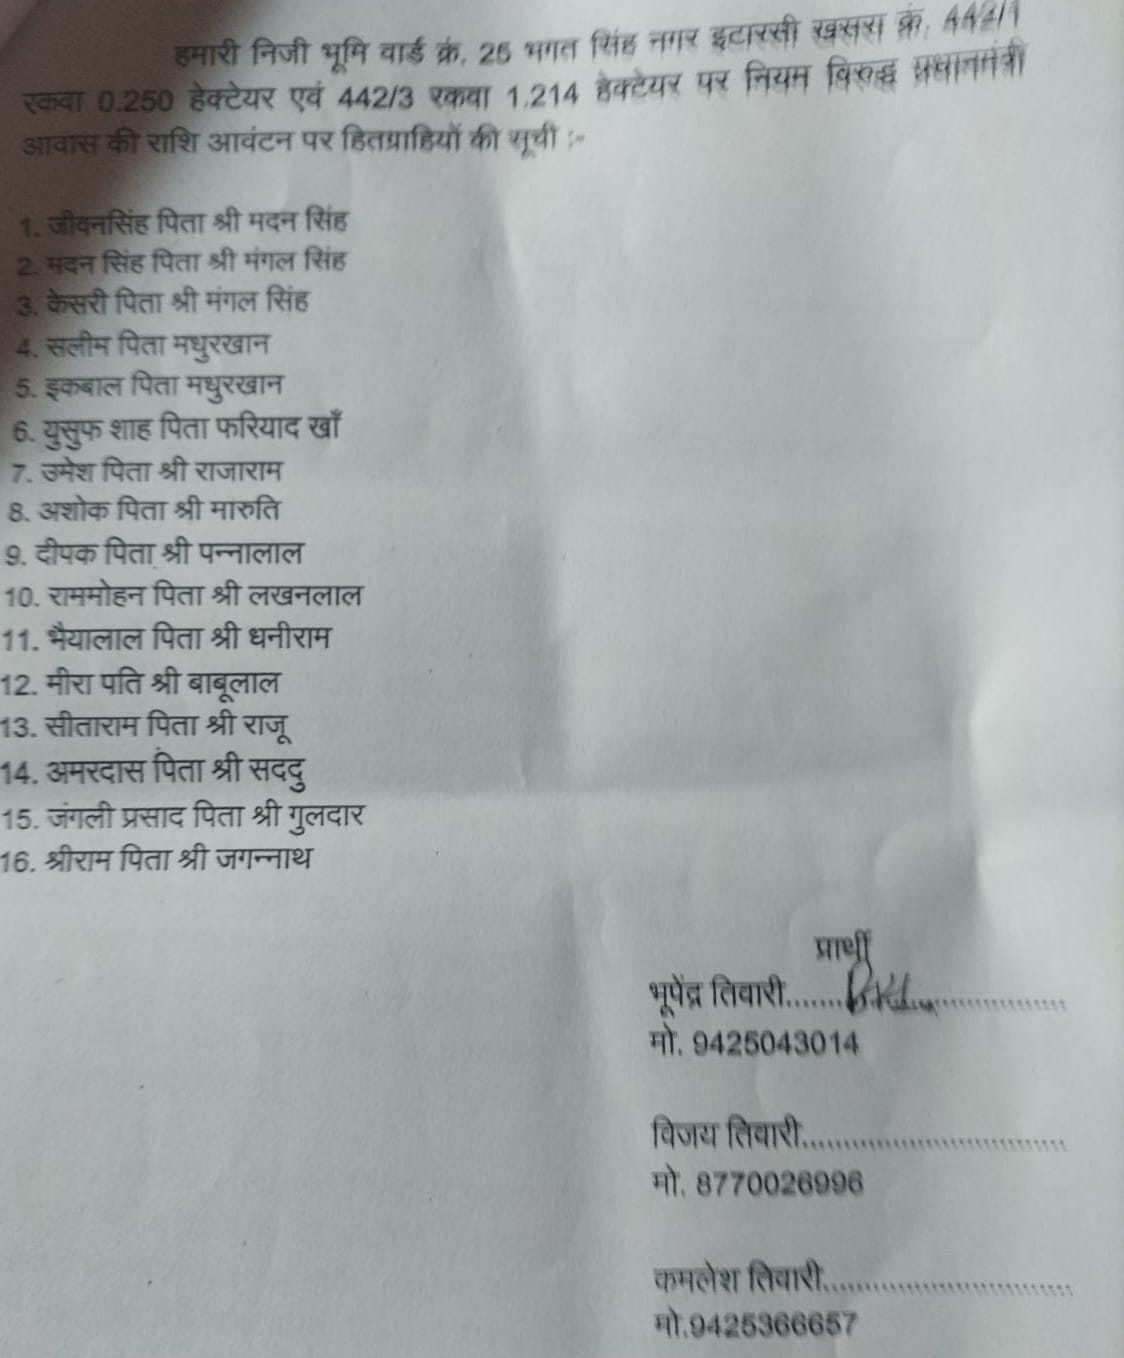 हमारी निजी भूमि वार्ड क्रं. 25 भगत सिंह नगर इटारसी खसरा क्रं. 442/1
रकवा 0.250 हेक्टेयर एवं 442/3 रकवा 1.214 हेक्टेयर पर नियम विरुद्ध प्रधानमंत्री
आवास की राशि आवंटन पर हितग्राहियों की सूची :-
1. जीवनसिंह पिता श्री मदन सिंह
2. मदन सिंह पिता श्री मंगल सिंह
3. केसरी पिता श्री मंगल सिंह
4. सलीम पिता मधुरखान
5. इकबाल पिता मधुरखान
6. युसुफ शाह पिता फरियाद खाँ
7. उमेश पिता श्री राजाराम
8. अशोक पिता श्री मारुति
9. दीपक पिता श्री पन्नालाल
10. राममोहन पिता श्री लखनलाल
11. भैयालाल पिता श्री धनीराम
12. मीरा पति श्री बाबूलाल
13. सीताराम पिता श्री राजू
14. अमरदास पिता श्री सददु
15. जंगली प्रसाद पिता श्री गुलदार
16. श्रीराम पिता श्री जगन्नाथ
प्रार्थी
भूपेंद्र तिवारी..................................
मो. 9425043014
विजय तिवारी..................................
मो. 8770026996
कमलेश तिवारी................................
मो.9425366657